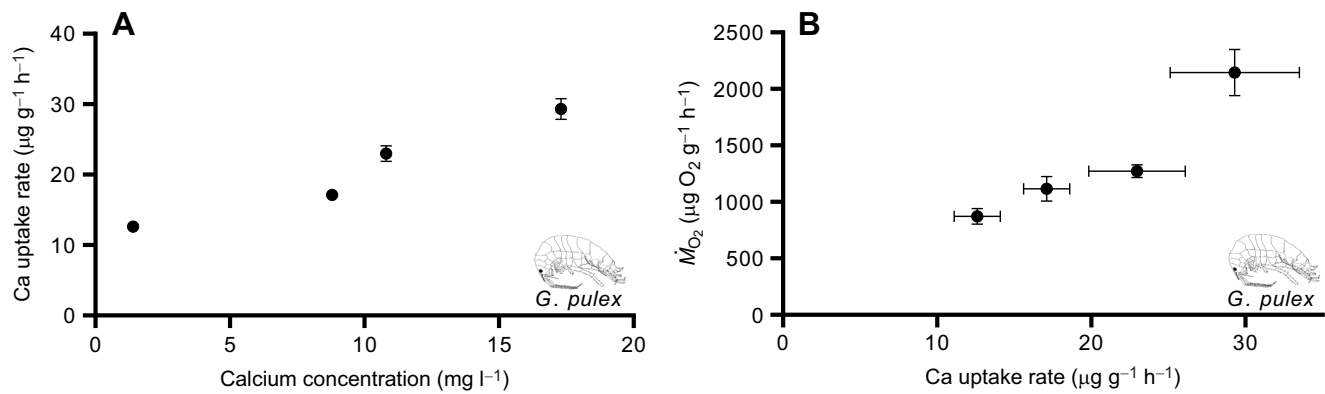 A
40
30
20
10
0
Ca uptake rate (μg g⁻¹ h⁻¹)
0 5 10 15 20
Calcium concentration (mg l⁻¹)
G. pulex
B
2500
2000
1500
1000
500
0
Ṁ_O₂ (μg O₂ g⁻¹ h⁻¹)
0 10 20 30
Ca uptake rate (μg g⁻¹ h⁻¹)
G. pulex